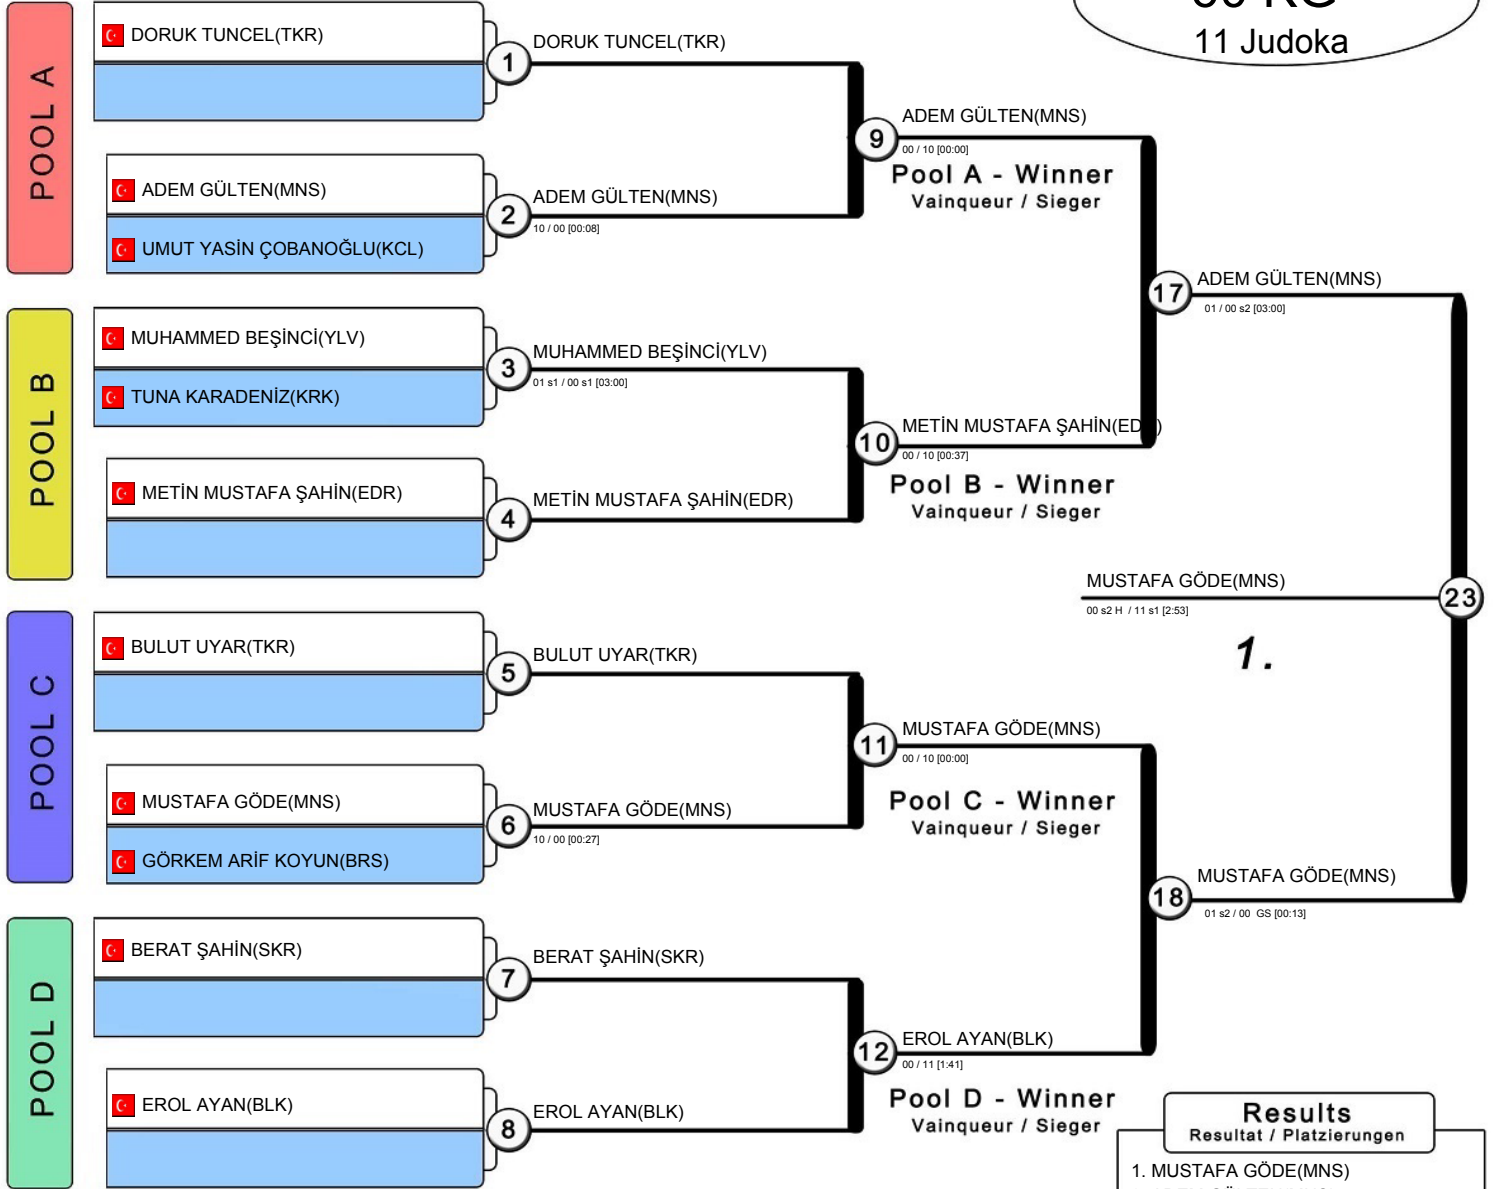 11 Judoka
POOL A
DORUK TUNCEL(TKR)
1
DORUK TUNCEL(TKR)
ADEM GÜLTEN(MNS)
UMUT YASİN ÇOBANOĞLU(KCL)
2
ADEM GÜLTEN(MNS)
10 / 00 [00:08]
9
ADEM GÜLTEN(MNS)
00 / 10 [00:00]
Pool A - Winner
Vainqueur / Sieger
POOL B
MUHAMMED BEŞİNCİ(YLV)
TUNA KARADENİZ(KRK)
3
MUHAMMED BEŞİNCİ(YLV)
01 s1 / 00 s1 [03:00]
METİN MUSTAFA ŞAHİN(EDR)
4
METİN MUSTAFA ŞAHİN(EDR)
10
METİN MUSTAFA ŞAHİN(ED)
00 / 10 [00:37]
Pool B - Winner
Vainqueur / Sieger
17
ADEM GÜLTEN(MNS)
01 / 00 s2 [03:00]
POOL C
BULUT UYAR(TKR)
5
BULUT UYAR(TKR)
MUSTAFA GÖDE(MNS)
GÖRKEM ARİF KOYUN(BRS)
6
MUSTAFA GÖDE(MNS)
10 / 00 [00:27]
11
MUSTAFA GÖDE(MNS)
00 / 10 [00:00]
Pool C - Winner
Vainqueur / Sieger
POOL D
BERAT ŞAHİN(SKR)
7
BERAT ŞAHİN(SKR)
EROL AYAN(BLK)
8
EROL AYAN(BLK)
12
EROL AYAN(BLK)
00 / 11 [1:41]
Pool D - Winner
Vainqueur / Sieger
18
MUSTAFA GÖDE(MNS)
01 s2 / 00 GS [00:13]
23
MUSTAFA GÖDE(MNS)
00 s2 H / 11 s1 [2:53]
1.
Results
Resultat / Platzierungen
1. MUSTAFA GÖDE(MNS)